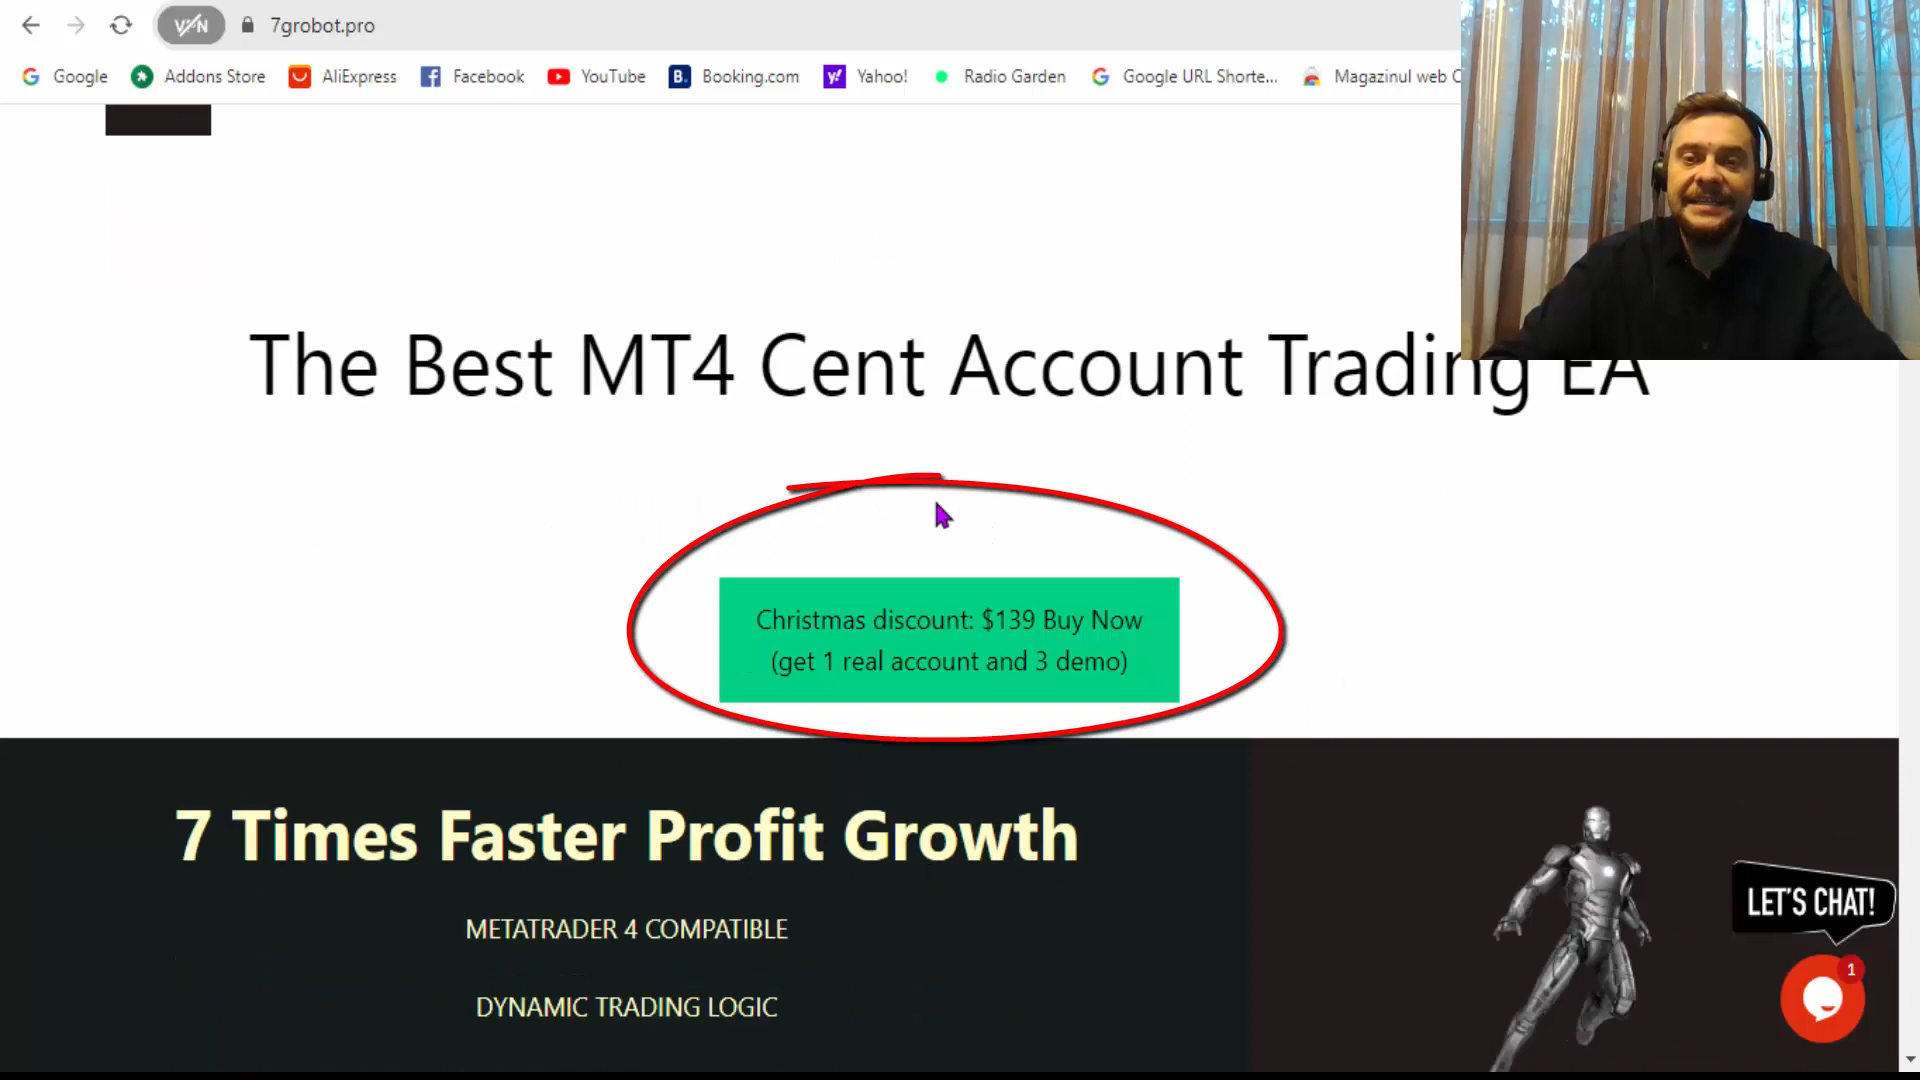 VPN
7grobot.pro
Google
Addons Store
AliExpress
Facebook
YouTube
B.
Booking.com
y!
Yahoo!
Radio Garden
Google URL Shorte...
Magazinul web C
The Best MT4 Cent Account Trading EA
Christmas discount: $139 Buy Now
(get 1 real account and 3 demo)
7 Times Faster Profit Growth
METATRADER 4 COMPATIBLE
DYNAMIC TRADING LOGIC
LET'S CHAT!
1